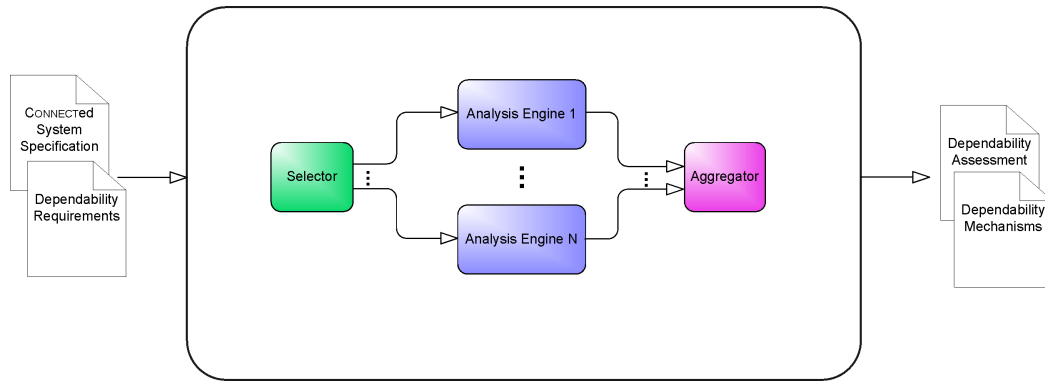 CONNECTed
System
Specification
Dependability
Requirements
Selector
Analysis Engine 1
Analysis Engine N
Aggregator
Dependability
Assessment
Dependability
Mechanisms